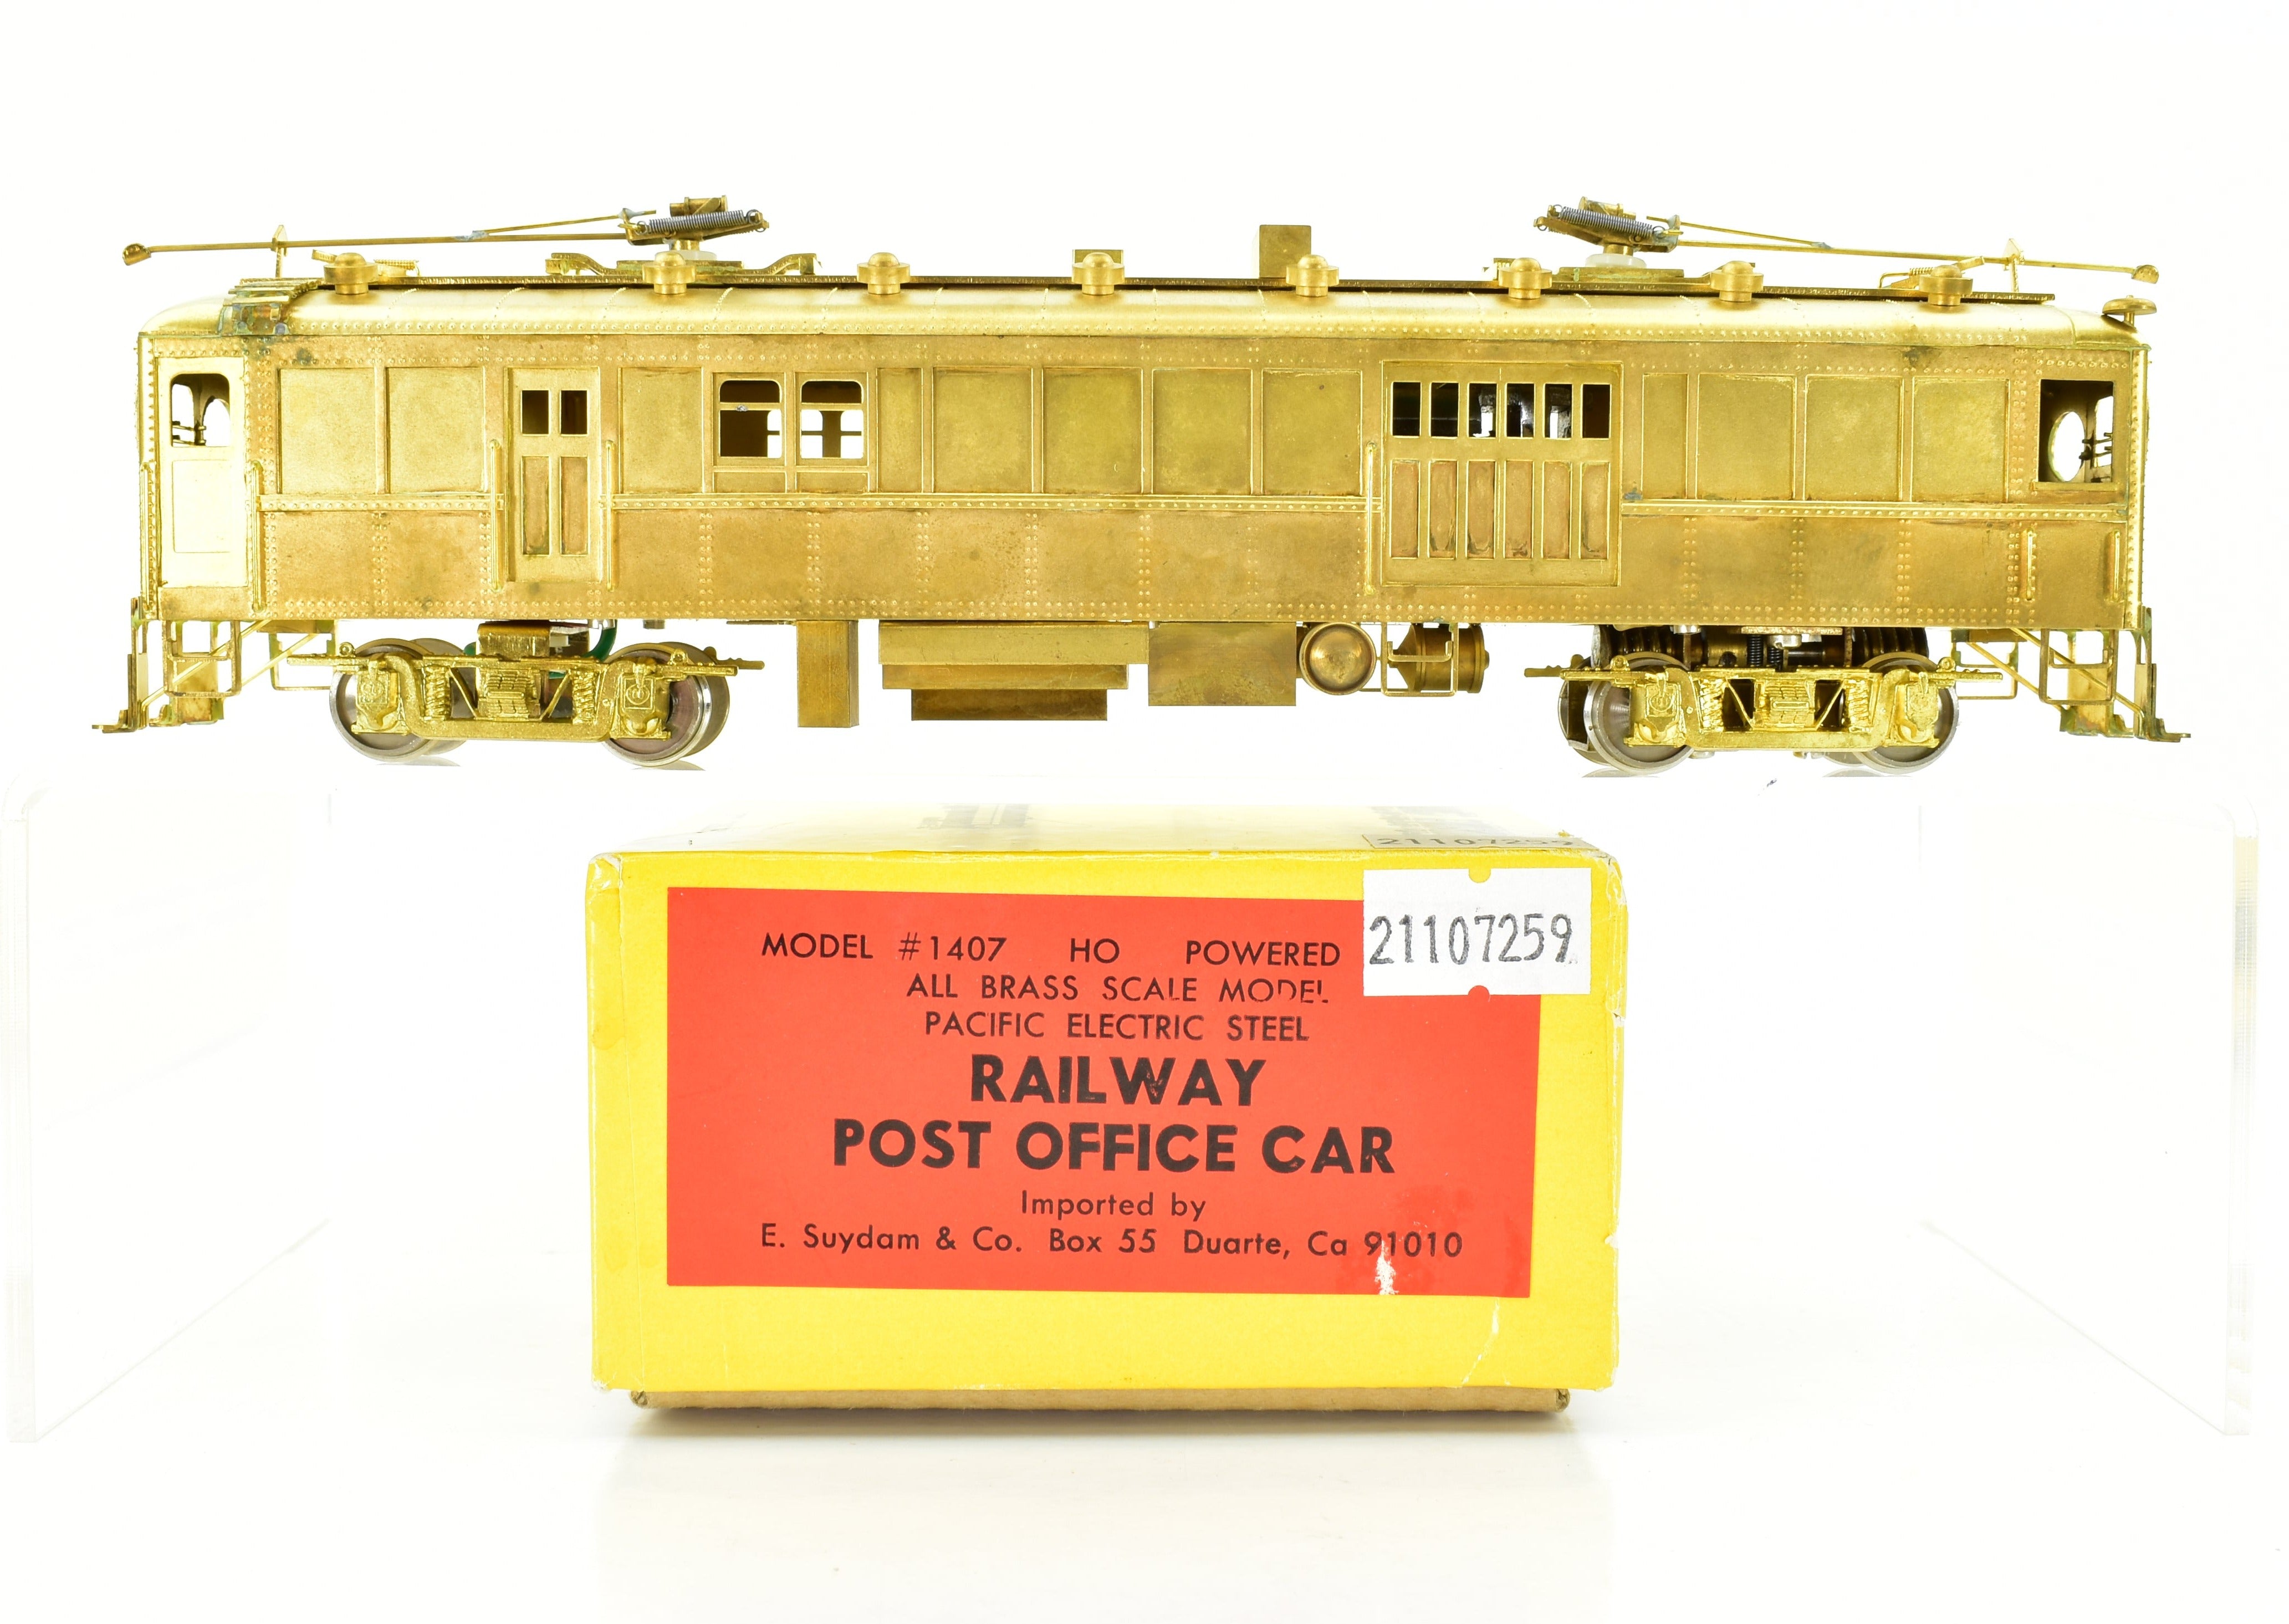 21107259
MODEL #1407 HO POWERED
21107259
ALL BRASS SCALE MODEL
PACIFIC ELECTRIC STEEL
RAILWAY
POST OFFICE CAR
Imported by
E. Suydam & Co. Box 55 Duarte, Ca 91010